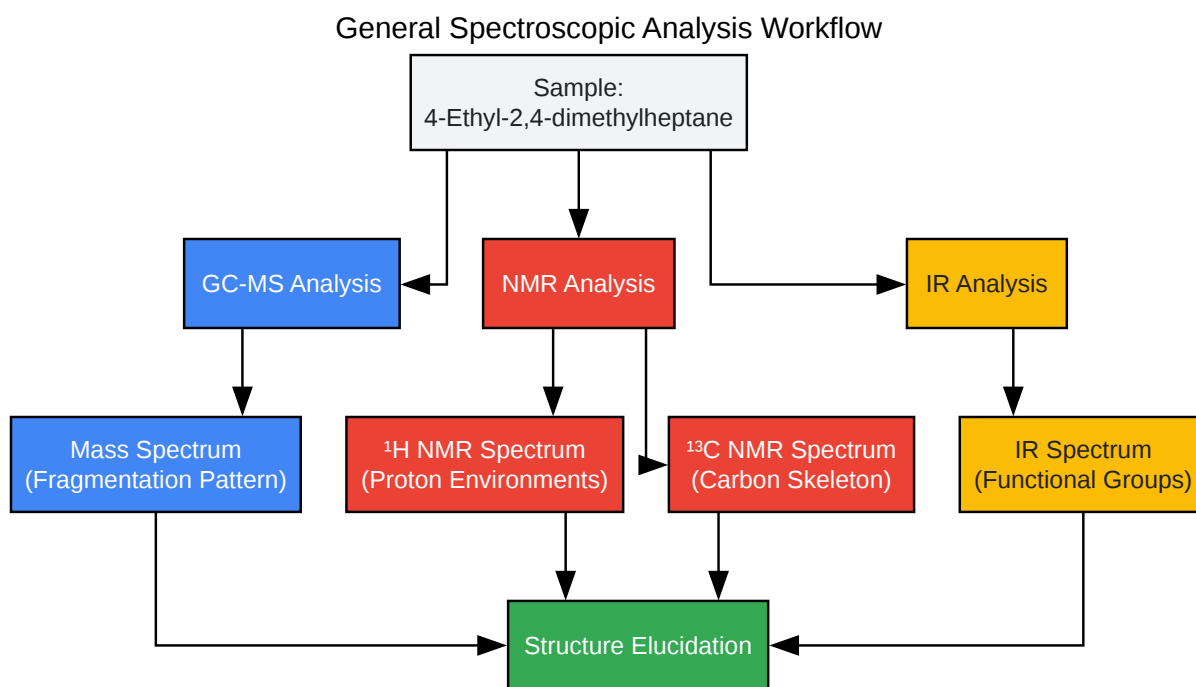 General Spectroscopic Analysis Workflow
Sample:
4-Ethyl-2,4-dimethylheptane
GC-MS Analysis
NMR Analysis
IR Analysis
Mass Spectrum
(Fragmentation Pattern)
¹H NMR Spectrum
(Proton Environments)
¹³C NMR Spectrum
(Carbon Skeleton)
IR Spectrum
(Functional Groups)
Structure Elucidation